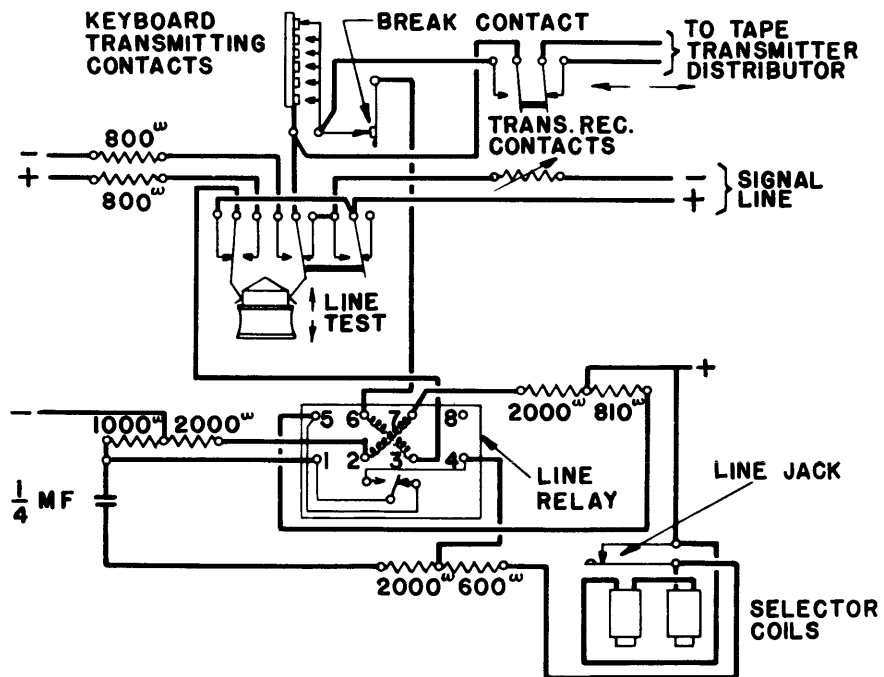 KEYBOARD
TRANSMITTING
CONTACTS
BREAK CONTACT
TO TAPE
TRANSMITTER
DISTRIBUTOR
TRANS. REC.
CONTACTS
800ω
−
+
800ω
−
+
SIGNAL
LINE
LINE
TEST
+
−
1000ω 2000ω
5 6 7 8
2000ω 810ω
1 2 3 4
1/4 MF
LINE
RELAY
LINE JACK
2000ω 600ω
SELECTOR
COILS